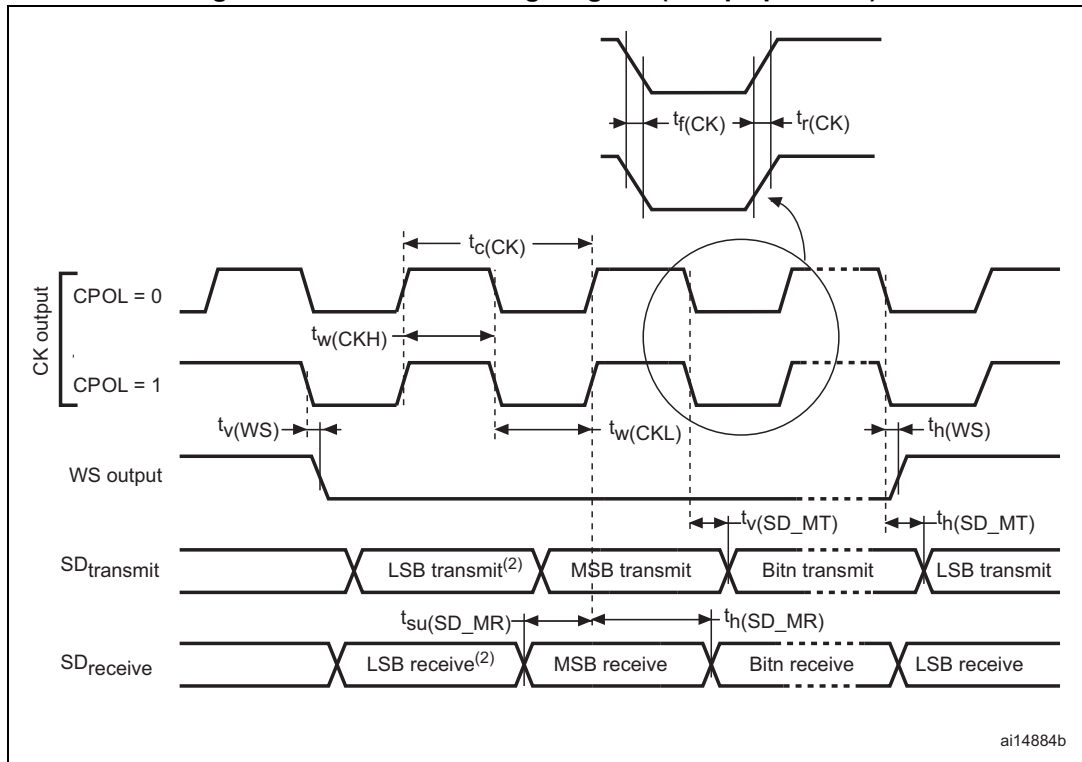 tf(CK)
tr(CK)
tc(CK)
CK output
CPOL = 0
tw(CKH)
CPOL = 1
tv(WS)
tw(CKL)
th(WS)
WS output
tv(SD_MT)
th(SD_MT)
SDtransmit
LSB transmit(2)
MSB transmit
Bitn transmit
LSB transmit
tsu(SD_MR)
th(SD_MR)
SDreceive
LSB receive(2)
MSB receive
Bitn receive
LSB receive
ai14884b